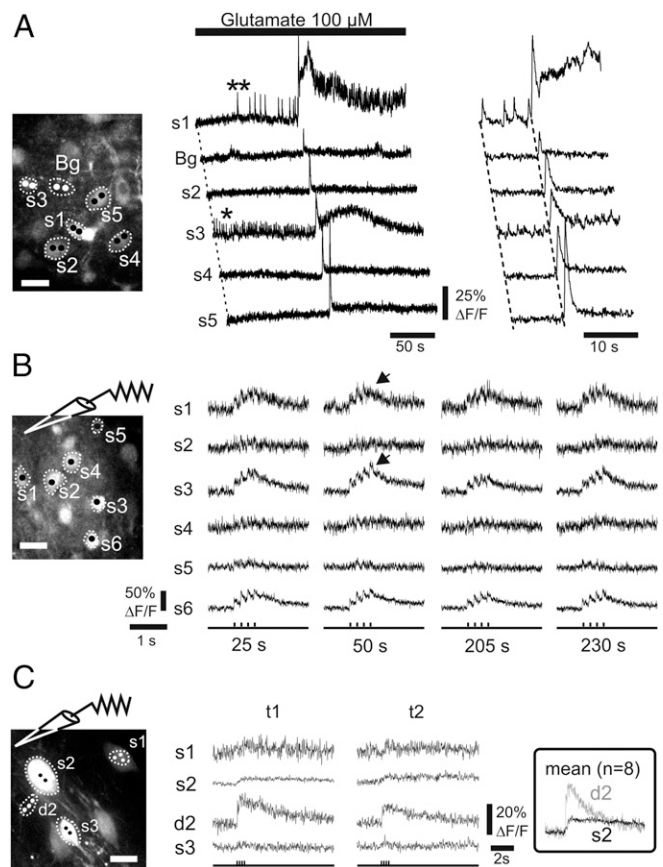 A
Glutamate 100 µM
**
s1
Bg
s2
*
s3
s4
s5
Bg
s3
s1
s5
s2
s4
25%
ΔF/F
50 s
10 s
B
s5
s4
s1
s2
s3
s6
s1
s2
s3
s4
s5
s6
50%
ΔF/F
1 s
25 s
50 s
205 s
230 s
C
t1
t2
s1
s2
d2
s3
s1
s2
d2
s3
20%
ΔF/F
2s
mean (n=8)
d2
s2